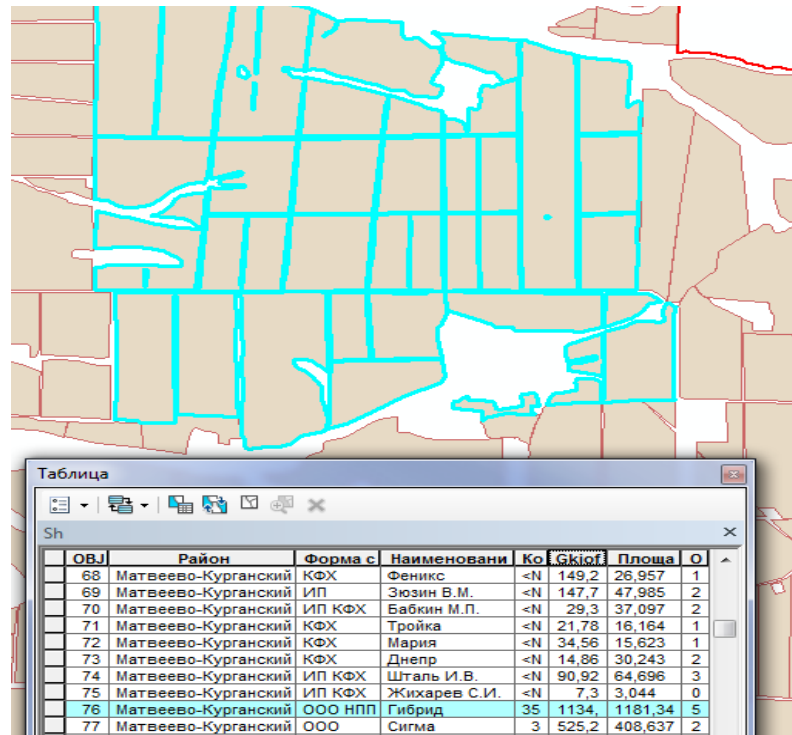 Таблица
Sh
OBJ Район Форма с Наименовани Ко Gkiof Площа О
68 Матвеево-Курганский КФХ Феникс <N 149,2 26,957 1
69 Матвеево-Курганский ИП Зюзин В.М. <N 147,7 47,985 2
70 Матвеево-Курганский ИП КФХ Бабкин М.П. <N 29,3 37,097 2
71 Матвеево-Курганский КФХ Тройка <N 21,78 16,164 1
72 Матвеево-Курганский КФХ Мария <N 34,56 15,623 1
73 Матвеево-Курганский КФХ Днепр <N 14,86 30,243 2
74 Матвеево-Курганский ИП КФХ Шталь И.В. <N 90,92 64,696 3
75 Матвеево-Курганский ИП КФХ Жихарев С.И. <N 7,3 3,044 0
76 Матвеево-Курганский ООО НПП Гибрид 35 1134, 1181,34 5
77 Матвеево-Курганский ООО Сигма 3 525,2 408,637 2